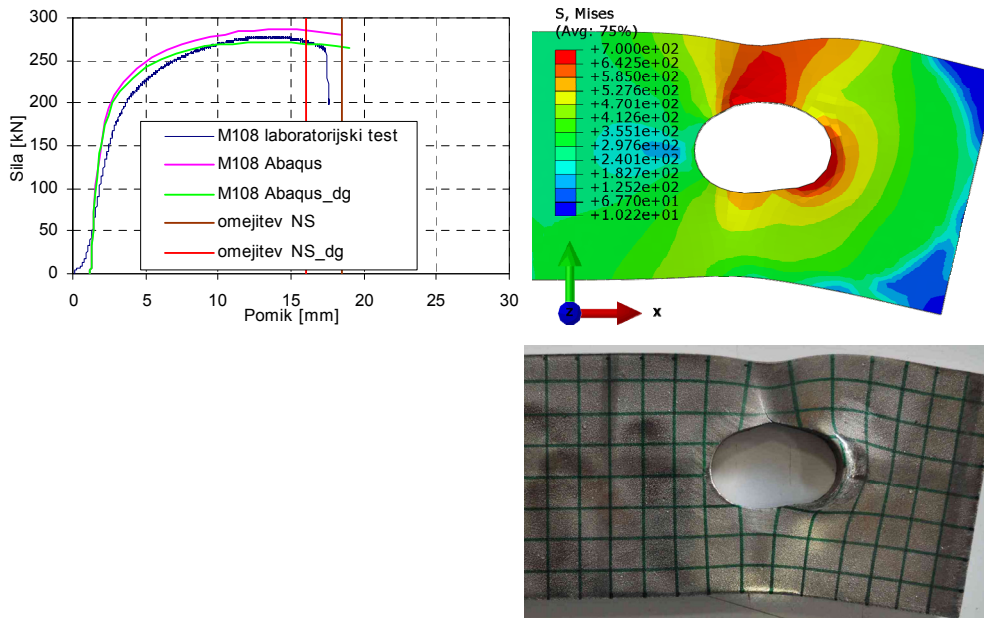 300
250
200
150
100
50
0
Sila [kN]
0
5
10
15
20
25
30
Pomik [mm]
M108 laboratorijski test
M108 Abaqus
M108 Abaqus_dg
omejitev NS
omejitev NS_dg
S, Mises
(Avg: 75%)
+7.000e+02
+6.425e+02
+5.850e+02
+5.276e+02
+4.701e+02
+4.126e+02
+3.551e+02
+2.976e+02
+2.401e+02
+1.827e+02
+1.252e+02
+6.770e+01
+1.022e+01
Z
x